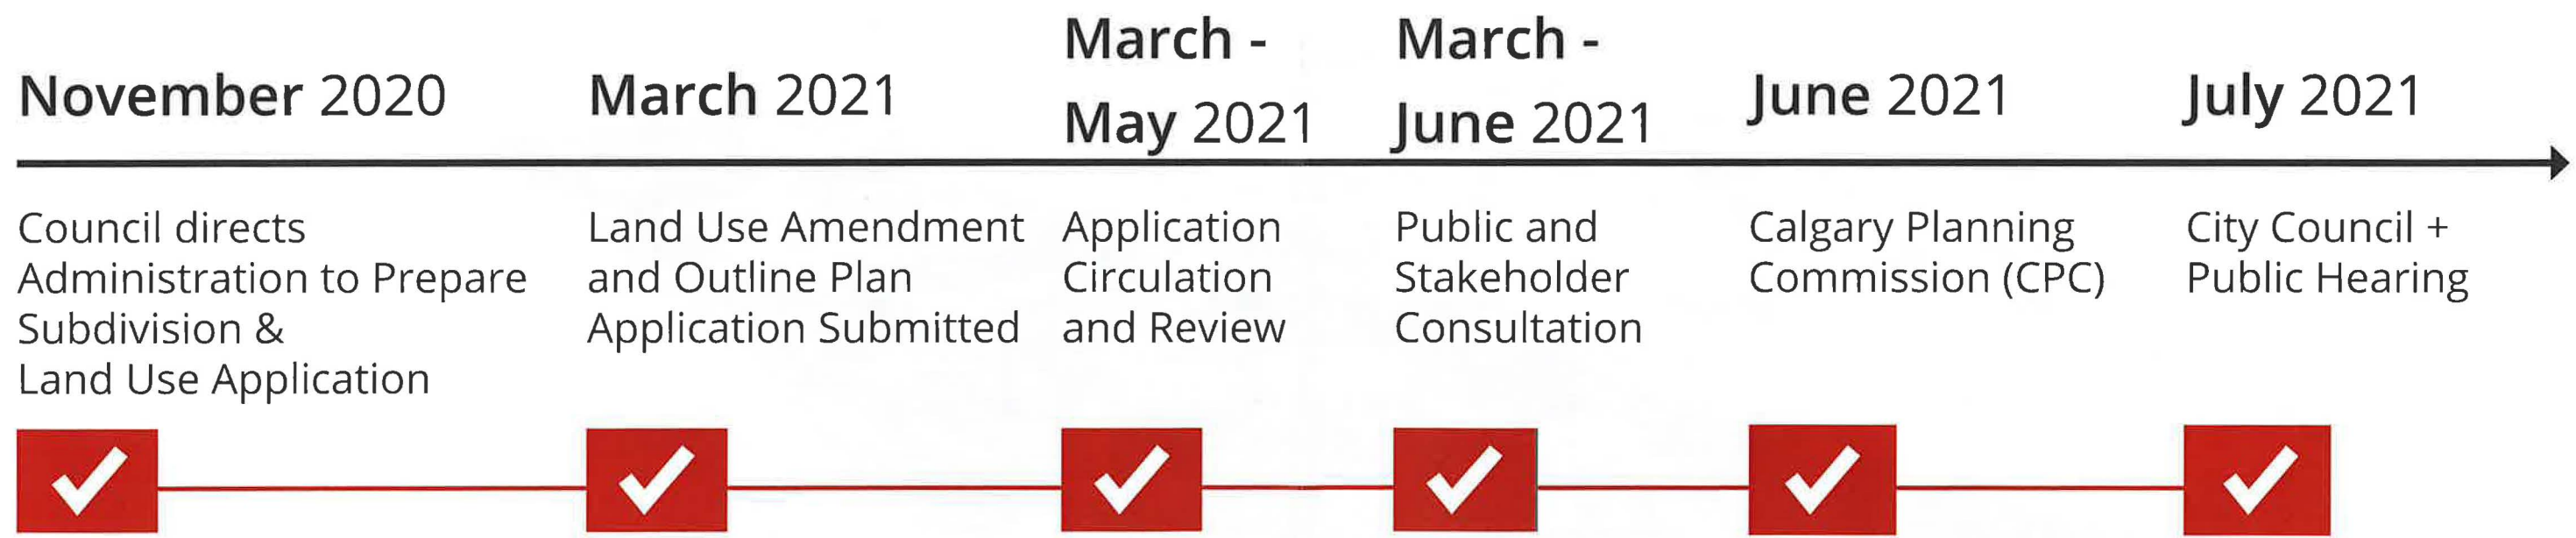 November 2020
Council directs
Administration to Prepare
Subdivision &
Land Use Application
March 2021
Land Use Amendment
and Outline Plan
Application Submitted
March -
May 2021
Application
Circulation
and Review
March -
June 2021
Public and
Stakeholder
Consultation
June 2021
Calgary Planning
Commission (CPC)
July 2021
City Council +
Public Hearing